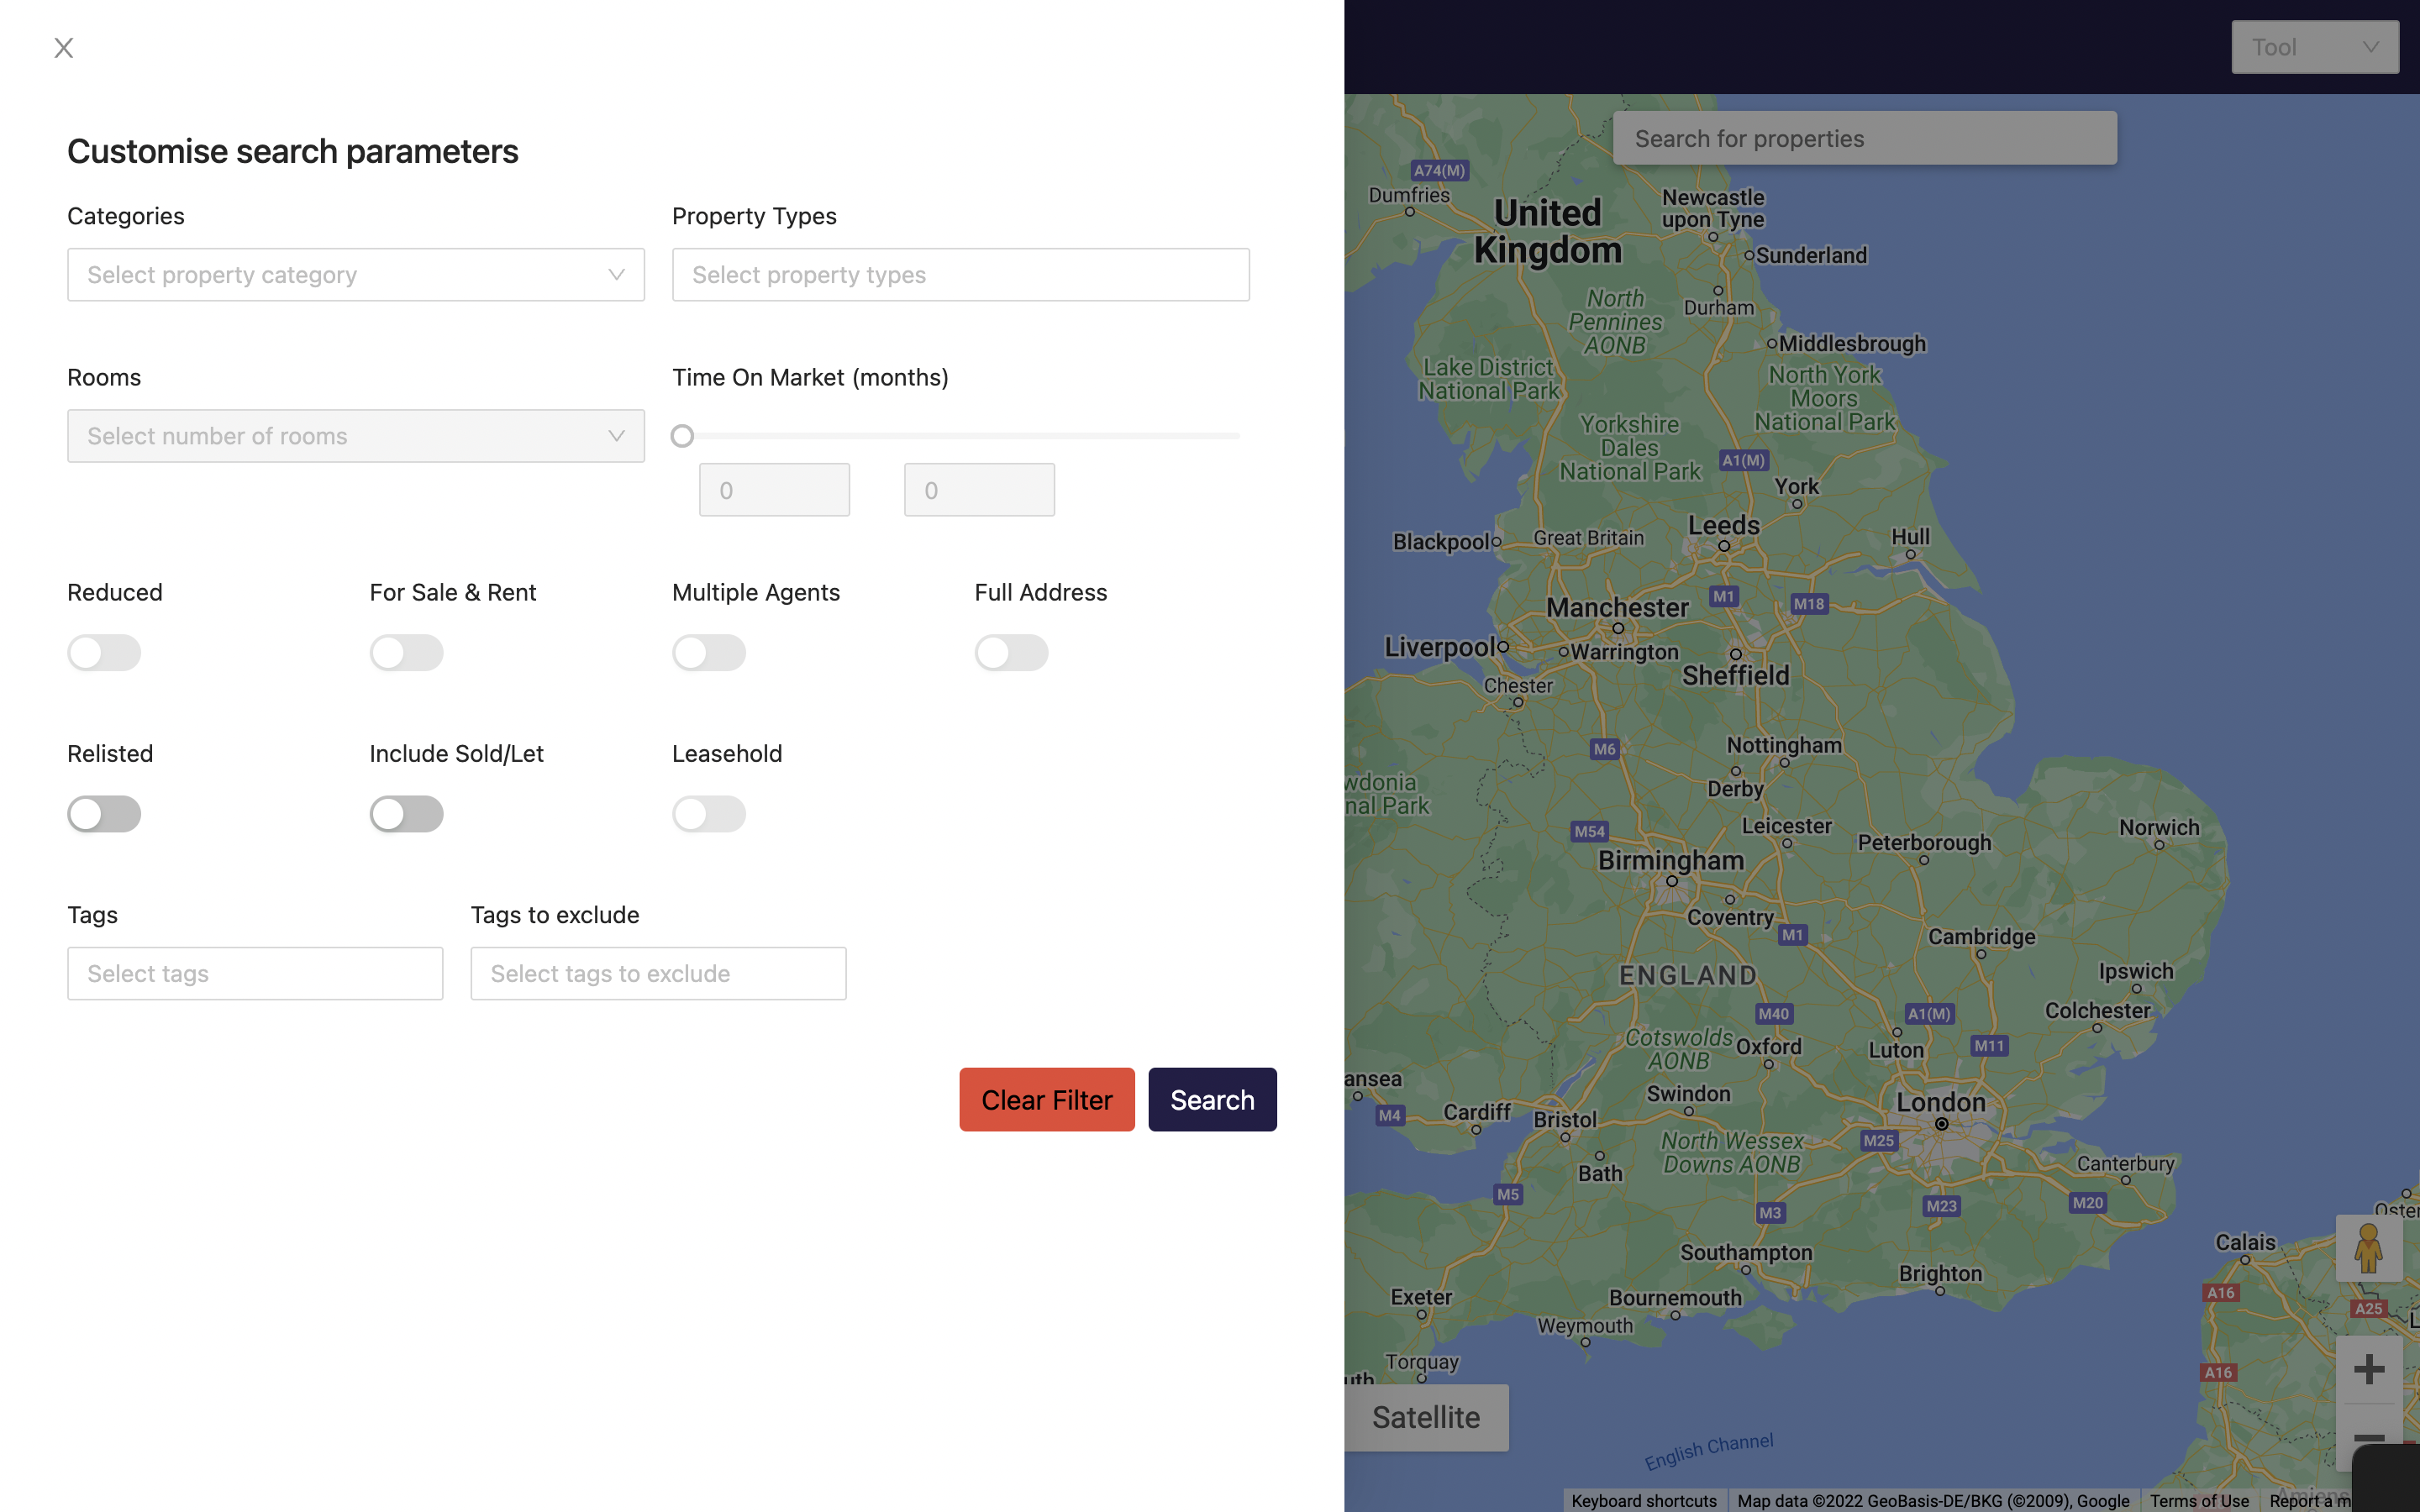 Tool
Customise search parameters
Categories
Property Types
Select property category
Select property types
Rooms
Time On Market (months)
Select number of rooms
0
0
Reduced
For Sale & Rent
Multiple Agents
Full Address
Relisted
Include Sold/Let
Leasehold
Tags
Tags to exclude
Select tags
Select tags to exclude
Clear Filter
Search
Search for properties
A74(M)
Dumfries
United
Kingdom
Newcastle
upon Tyne
Sunderland
North
Pennines
AONB
Durham
Middlesbrough
Lake District
National Park
North York
Moors
National Park
Yorkshire
Dales
National Park
A1(M)
York
Leeds
Blackpool
Great Britain
Hull
M1
M18
Manchester
Liverpool
Warrington
Sheffield
Chester
M6
Nottingham
Derby
wdonia
nal Park
M54
Leicester
Norwich
Peterborough
Birmingham
Coventry
M1
Cambridge
ENGLAND
Ipswich
M40
A1(M)
Colchester
Cotswolds
AONB
Oxford
Luton
M11
ansea
Swindon
London
M4
Cardiff
Bristol
M25
North Wessex
Downs AONB
Bath
Canterbury
M5
M3
M23
M20
Oster
Calais
Southampton
Brighton
Exeter
Bournemouth
A16
A25
Weymouth
Torquay
A16
uth
Satellite
English Channel
Amiens
Keyboard shortcuts
Map data ©2022 GeoBasis-DE/BKG (©2009), Google
Terms of Use
Report a m